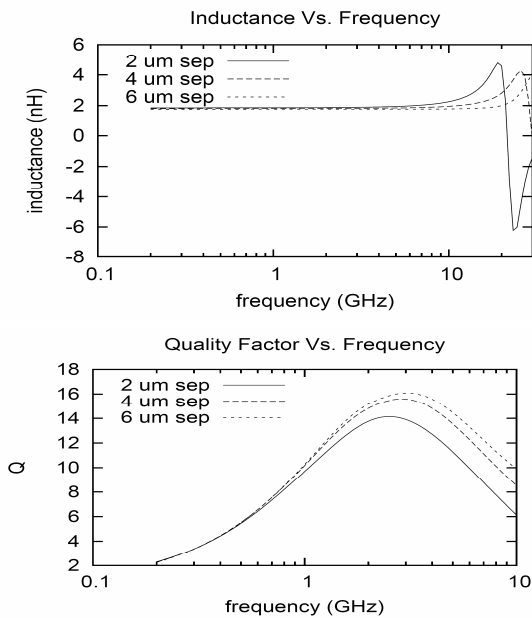 Inductance Vs. Frequency
inductance (nH)
6
4
2
0
-2
-4
-6
-8
2 um sep
4 um sep
6 um sep
0.1
1
10
frequency (GHz)
Quality Factor Vs. Frequency
Q
18
16
14
12
10
8
6
4
2
2 um sep
4 um sep
6 um sep
0.1
1
10
frequency (GHz)